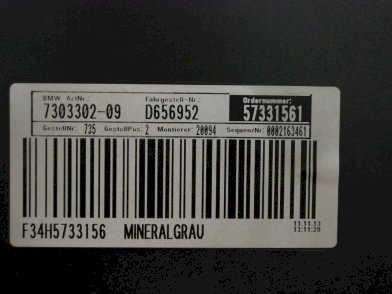 BMW ArtNr.: Fahrgestell-Nr.: Ordernummer:
7303302-09 D656952 57331561
GestellNr: 735 GestellPos: 2 Montierer: 20094 SequenzNr: 0002163461
F34H5733156 MINERALGRAU
11.11.13
13:11:28